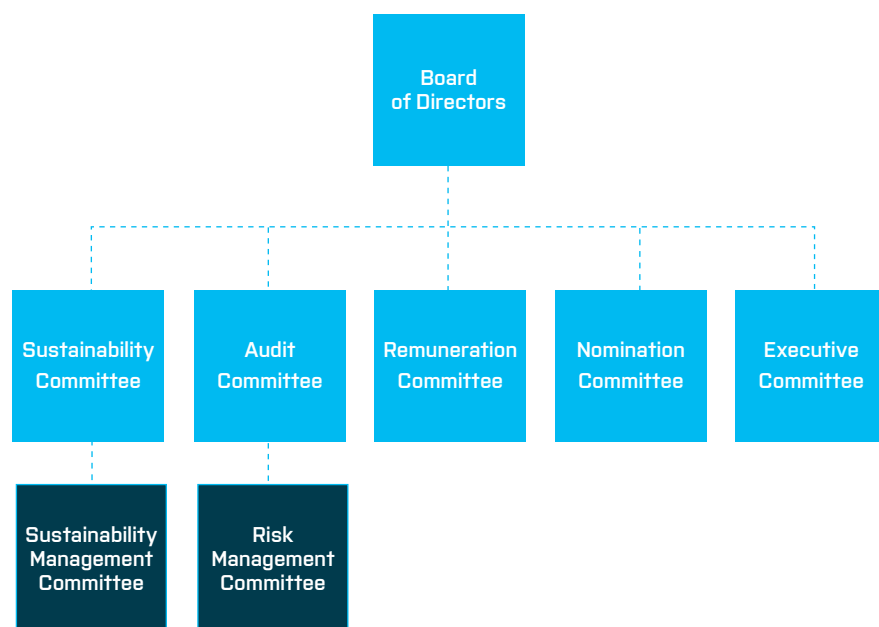 Board
of Directors
Sustainability
Committee
Audit
Committee
Remuneration
Committee
Nomination
Committee
Executive
Committee
Sustainability
Management
Committee
Risk
Management
Committee